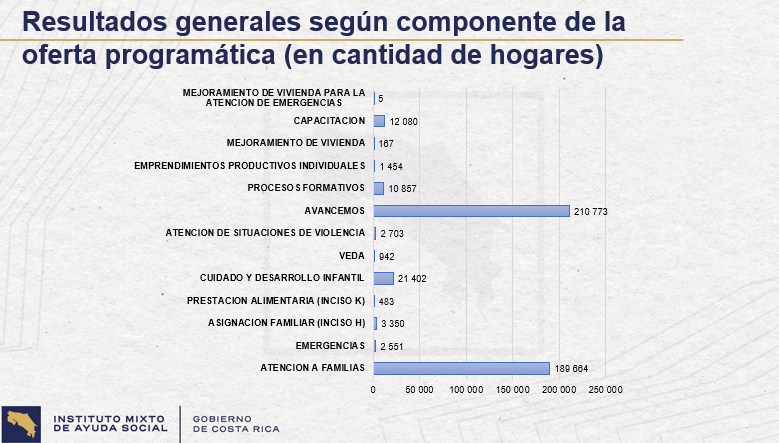 Resultados generales según componente de la
oferta programática (en cantidad de hogares)
MEJORAMIENTO DE VIVIENDA PARA LA
ATENCION DE EMERGENCIAS
5
CAPACITACION
12 080
MEJORAMIENTO DE VIVIENDA
167
EMPRENDIMIENTOS PRODUCTIVOS INDIVIDUALES
1 454
PROCESOS FORMATIVOS
10 857
AVANCEMOS
210 773
ATENCION DE SITUACIONES DE VIOLENCIA
2 703
VEDA
942
CUIDADO Y DESARROLLO INFANTIL
21 402
PRESTACION ALIMENTARIA (INCISO K)
483
ASIGNACION FAMILIAR (INCISO H)
3 350
EMERGENCIAS
2 551
ATENCION A FAMILIAS
189 664
0 50 000 100 000 150 000 200 000 250 000
INSTITUTO MIXTO
DE AYUDA SOCIAL
GOBIERNO
DE COSTA RICA